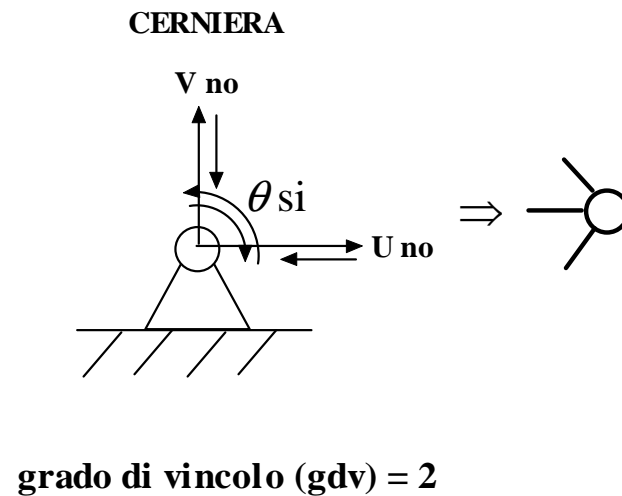 CERNIERA
V no
θ si
⇒
U no
grado di vincolo (gdv) = 2